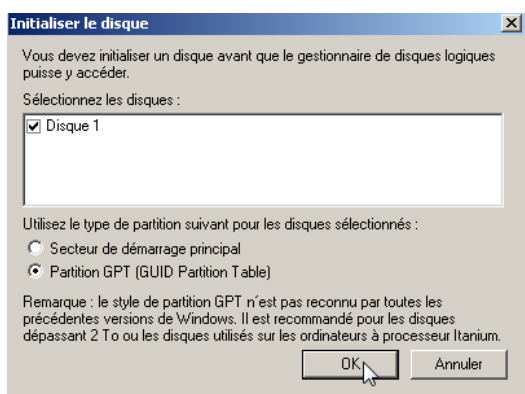 Initialiser le disque
Vous devez initialiser un disque avant que le gestionnaire de disques logiques
puisse y accéder.
Sélectionnez les disques :
Disque 1
Utilisez le type de partition suivant pour les disques sélectionnés :
Secteur de démarrage principal
Partition GPT (GUID Partition Table)
Remarque : le style de partition GPT n'est pas reconnu par toutes les
précédentes versions de Windows. Il est recommandé pour les disques
dépassant 2 To ou les disques utilisés sur les ordinateurs à processeur Itanium.
OK
Annuler